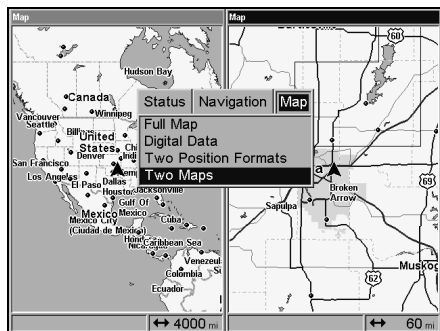 Map
Map
Hudson Bay
Canada
Winnipeg
Vancouver
Seattle
United
States
Denver
San Francisco
Los Angeles
El Paso
Dallas
Houston
Jacksonville
Gulf Of
Mexico
Mexico
Mexico City
(Ciudad de Mexico)
Cuba
Caribbean Sea
Colombia
Ecuador
4000 mi
Status Navigation Map
Full Map
Digital Data
Two Position Formats
Two Maps
60
a
Broken
Arrow
Sapulpa
62
Muskog
60 mi